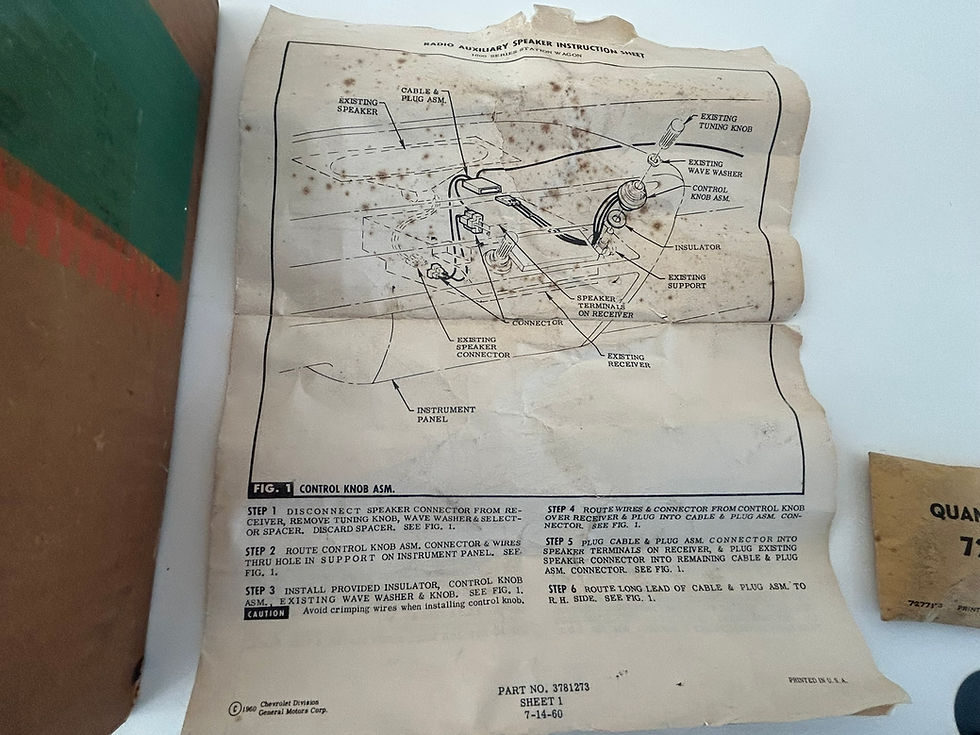 RADIO AUXILIARY SPEAKER INSTRUCTION SHEET
1000 SERIES STATION WAGON
CABLE &
PLUG ASM.
EXISTING
SPEAKER
EXISTING
TUNING KNOB
EXISTING
WAVE WASHER
CONTROL
KNOB ASM.
INSULATOR
EXISTING
SUPPORT
SPEAKER
TERMINALS
ON RECEIVER
CONNECTOR
EXISTING
SPEAKER
CONNECTOR
EXISTING
RECEIVER
INSTRUMENT
PANEL
FIG. 1 CONTROL KNOB ASM.
STEP 1 DISCONNECT SPEAKER CONNECTOR FROM RE-
CEIVER, REMOVE TUNING KNOB, WAVE WASHER & SELECT-
OR SPACER. DISCARD SPACER. SEE FIG. 1.
STEP 2 ROUTE CONTROL KNOB ASM. CONNECTOR & WIRES
THRU HOLE IN SUPPORT ON INSTRUMENT PANEL. SEE
FIG. 1.
STEP 3 INSTALL PROVIDED INSULATOR, CONTROL KNOB
ASM., EXISTING WAVE WASHER & KNOB. SEE FIG. 1.
CAUTION Avoid crimping wires when installing control knob.
STEP 4 ROUTE WIRES & CONNECTOR FROM CONTROL KNOB
OVER RECEIVER & PLUG INTO CABLE & PLUG ASM. CON-
NECTOR. SEE FIG. 1.
STEP 5 PLUG CABLE & PLUG ASM. CONNECTOR INTO
SPEAKER TERMINALS ON RECEIVER, & PLUG EXISTING
SPEAKER CONNECTOR INTO REMAINING CABLE & PLUG
ASM. CONNECTOR. SEE FIG. 1.
STEP 6 ROUTE LONG LEAD OF CABLE & PLUG ASM. TO
R.H. SIDE. SEE FIG. 1.
©1960 Chevrolet Division
General Motors Corp.
PART NO. 3781273
SHEET 1
7-14-60
PRINTED IN U.S.A.
QUAN
7
PRINT